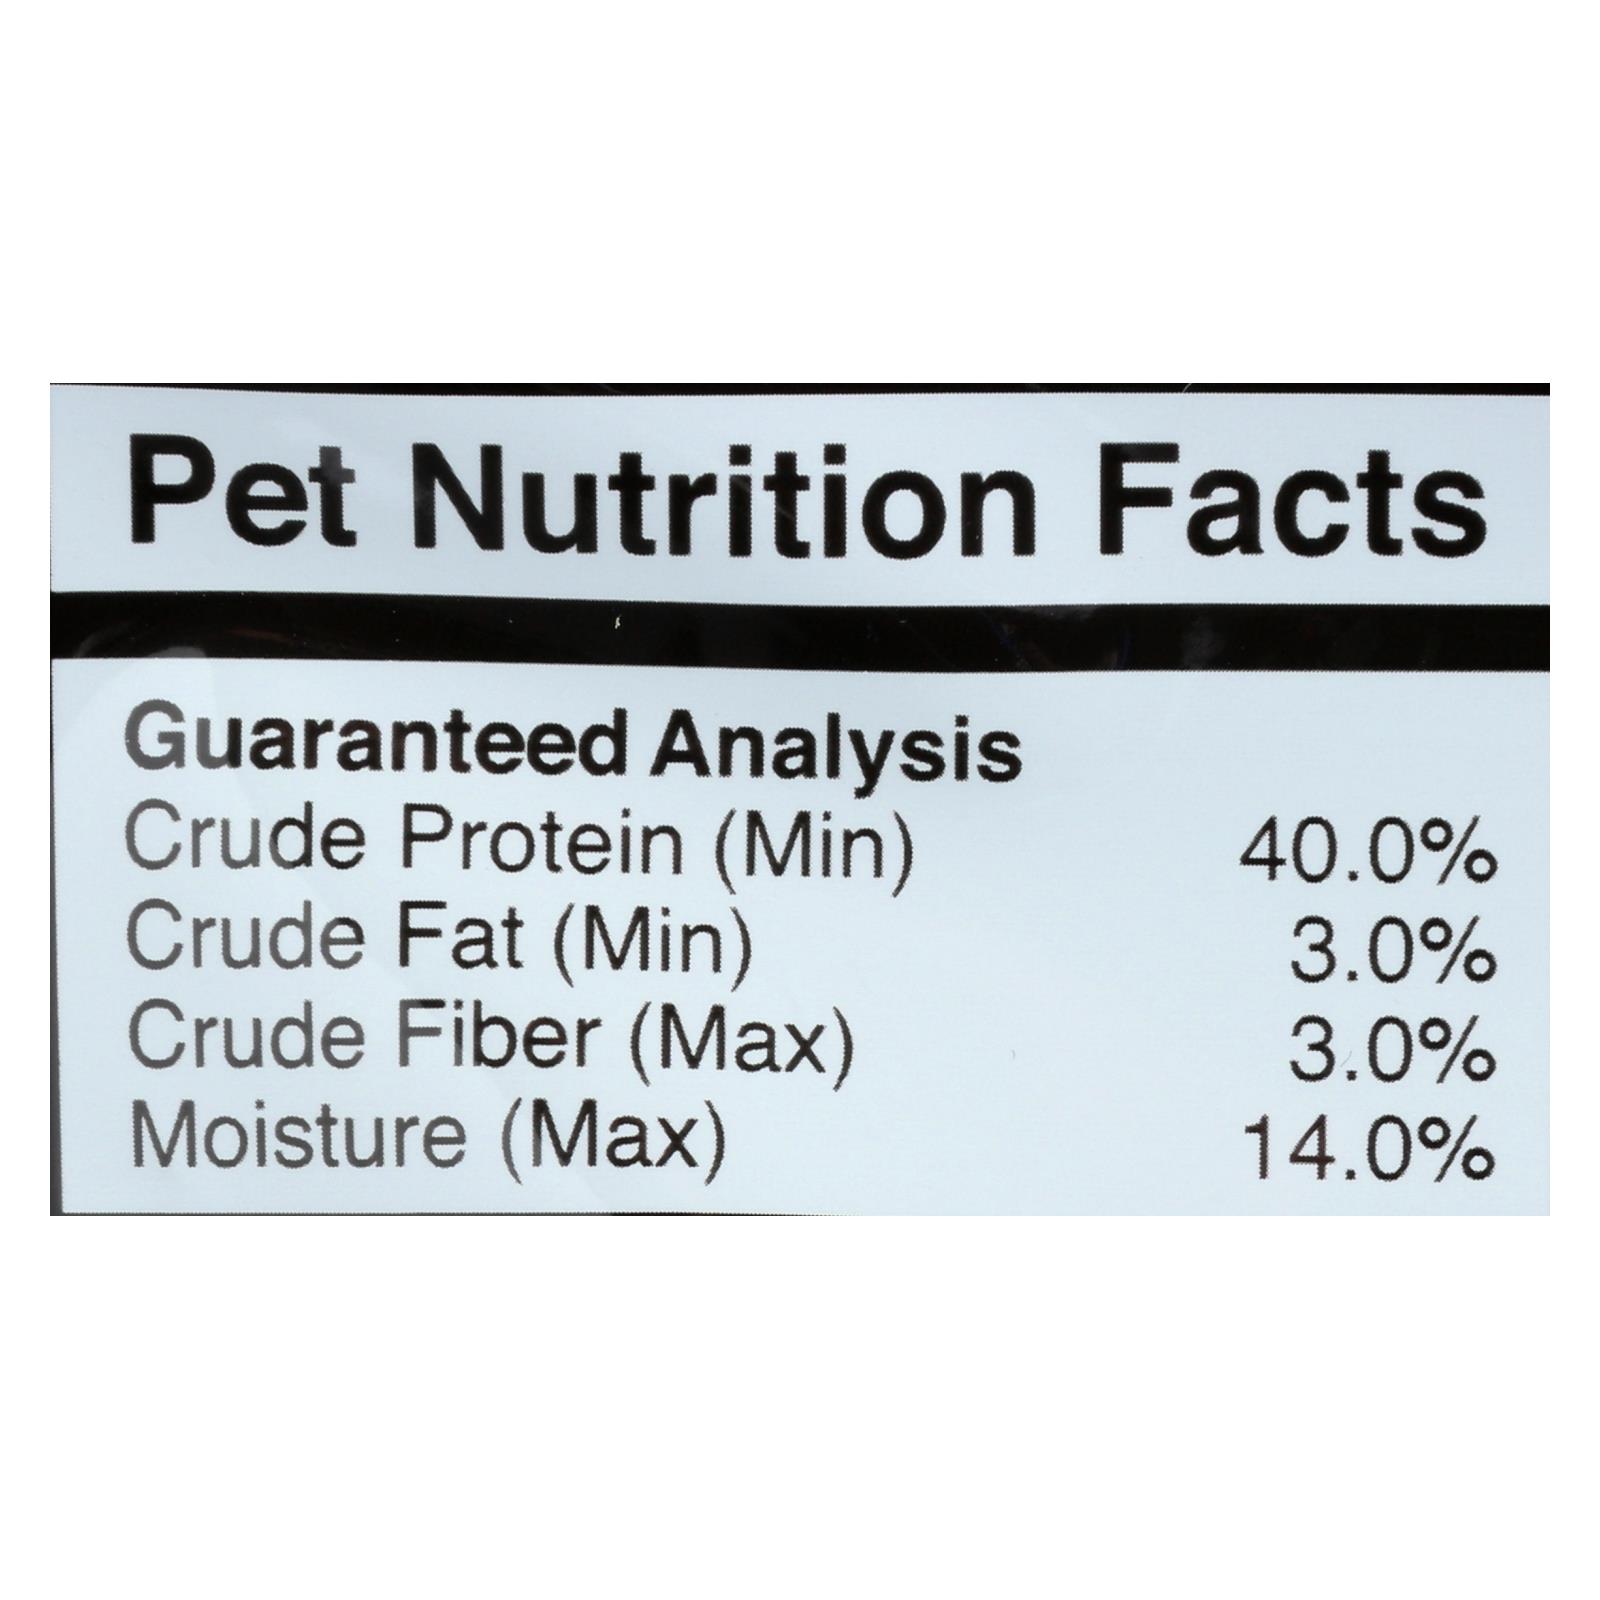 Pet Nutrition Facts
Guaranteed Analysis
Crude Protein (Min) 40.0%
Crude Fat (Min) 3.0%
Crude Fiber (Max) 3.0%
Moisture (Max) 14.0%